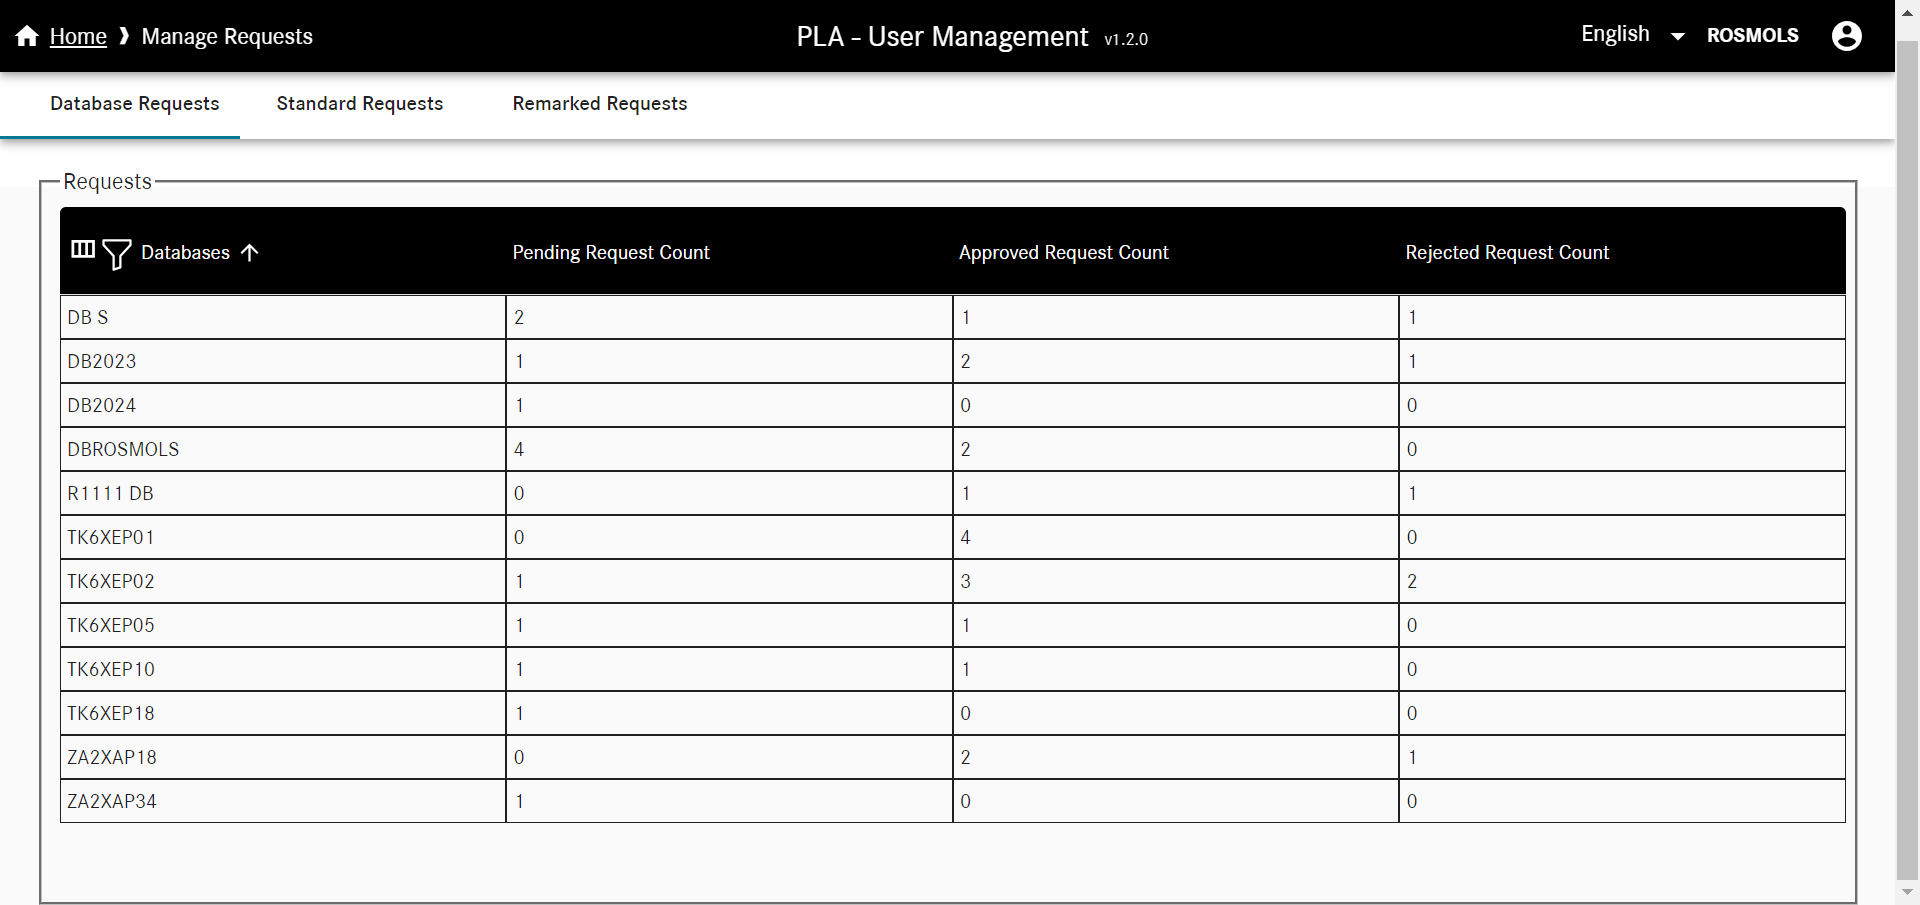 Home ❱ Manage Requests PLA - User Management v1.2.0 English ROSMOLS
Database Requests Standard Requests Remarked Requests
Requests
Databases Pending Request Count Approved Request Count Rejected Request Count
DB S 2 1 1
DB2023 1 2 1
DB2024 1 0 0
DBROSMOLS 4 2 0
R1111 DB 0 1 1
TK6XEP01 0 4 0
TK6XEP02 1 3 2
TK6XEP05 1 1 0
TK6XEP10 1 1 0
TK6XEP18 1 0 0
ZA2XAP18 0 2 1
ZA2XAP34 1 0 0